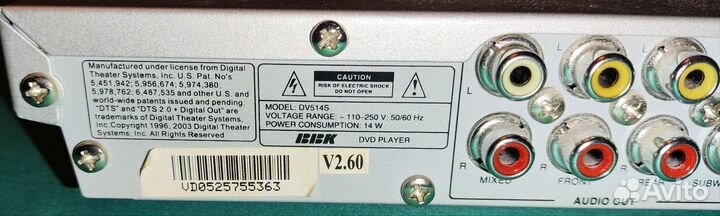 Manufactured under license from Digital
Theater Systems, Inc. U.S. Pat. No's
5,451,942; 5,956,674; 5,974,380;
5,978,762; 6,487,535 and other U.S. and
world-wide patents issued and pending
"DTS" and "DTS 2.0 + Digital Out" are
trademarks of Digital Theater Systems,
Inc Copyright 1996, 2003 Digital Theater
Systems, Inc. All Rights Reserved.
CAUTION
RISK OF ELECTRIC SHOCK
DO NOT OPEN
MODEL: DV514S
VOLTAGE RANGE: ~ 110–250 V; 50/60 Hz
POWER CONSUMPTION: 14 W
BBK DVD PLAYER
VD0525755363
V2.60
L
L
L
R
R
R
MIXED
FRONT
SUBW
AUDIO OUT
Avito